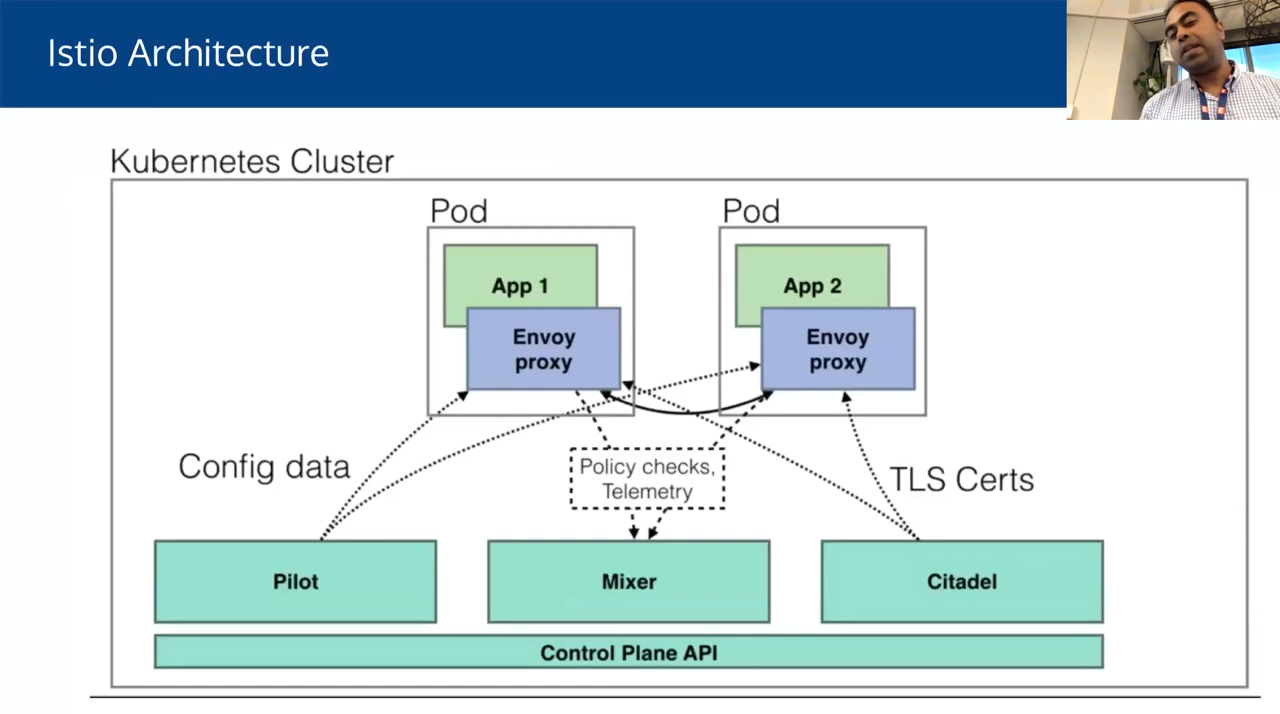 Istio Architecture
Kubernetes Cluster
Pod
Pod
App 1
App 2
Envoy
proxy
Envoy
proxy
Config data
Policy checks,
Telemetry
TLS Certs
Pilot
Mixer
Citadel
Control Plane API